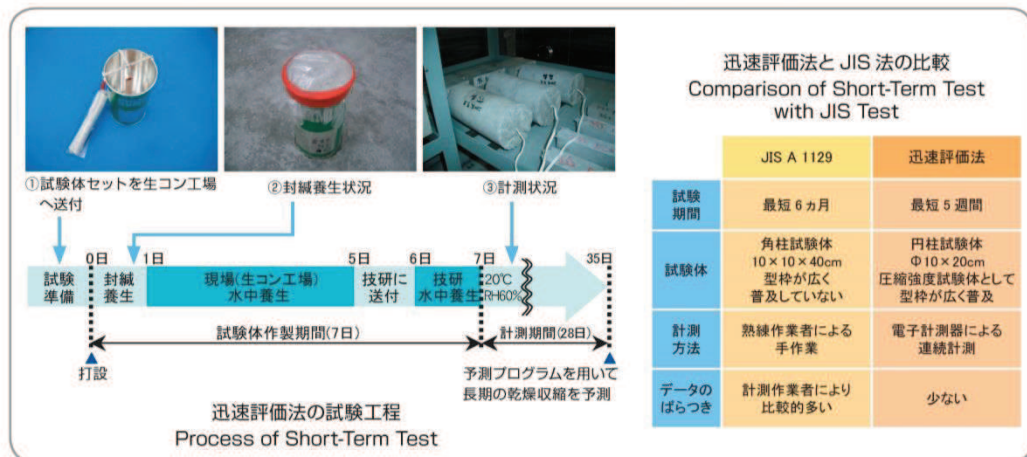 ①試験体セットを生コン工場
へ送付
②封緘養生状況
③計測状況
0日
1日
5日
6日
7日
35日
試験
準備
封緘
養生
現場(生コン工場)
水中養生
技研に
送付
技研
水中養生
20℃
RH60%
試験体作製期間(7日)
計測期間(28日)
打設
予測プログラムを用いて
長期の乾燥収縮を予測
迅速評価法の試験工程
Process of Short-Term Test
迅速評価法とJIS法の比較
Comparison of Short-Term Test
with JIS Test
JIS A 1129
迅速評価法
試験
期間
最短6ヵ月
最短5週間
試験体
角柱試験体
10×10×40cm
型枠が広く
普及していない
円柱試験体
Φ10×20cm
圧縮強度試験体として
型枠が広く普及
計測
方法
熟練作業者による
手作業
電子計測器による
連続計測
データの
ばらつき
計測作業者により
比較的多い
少ない